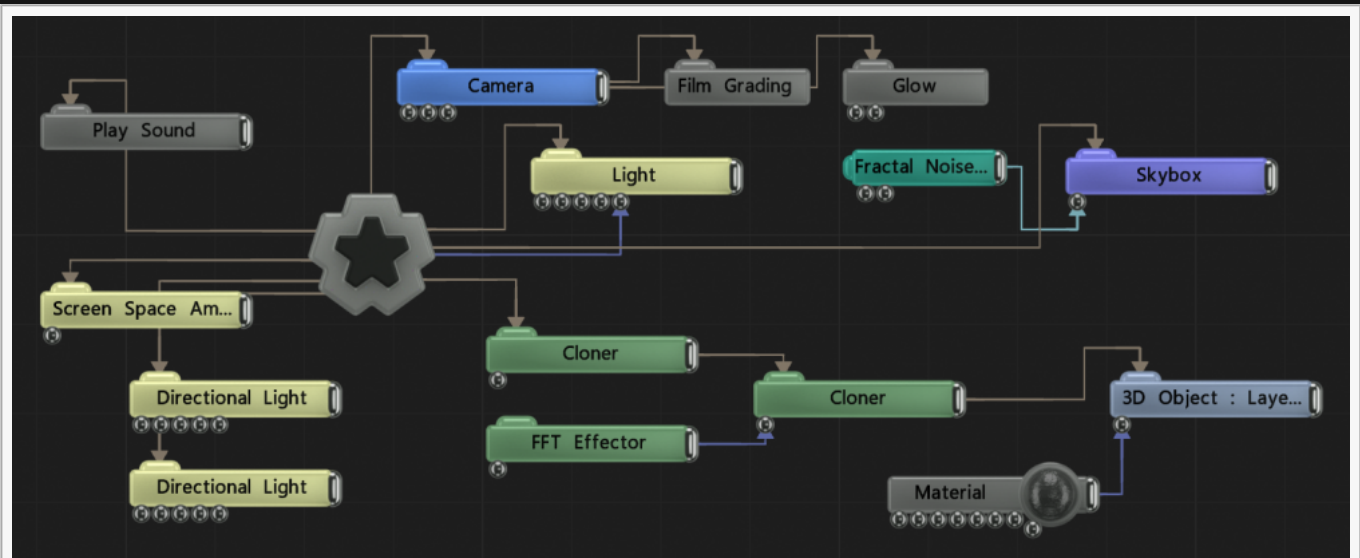 Camera
Film Grading
Glow
Play Sound
Light
Fractal Noise...
Skybox
Screen Space Am...
Cloner
Directional Light
Cloner
3D Object : Laye...
FFT Effector
Directional Light
Material